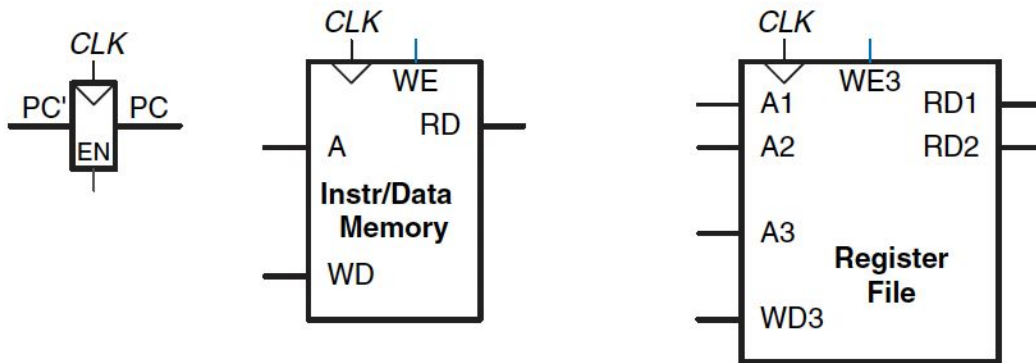 CLK
PC'
PC
EN
CLK
WE
RD
A
Instr/Data
Memory
WD
CLK
WE3
A1
RD1
A2
RD2
A3
Register
File
WD3